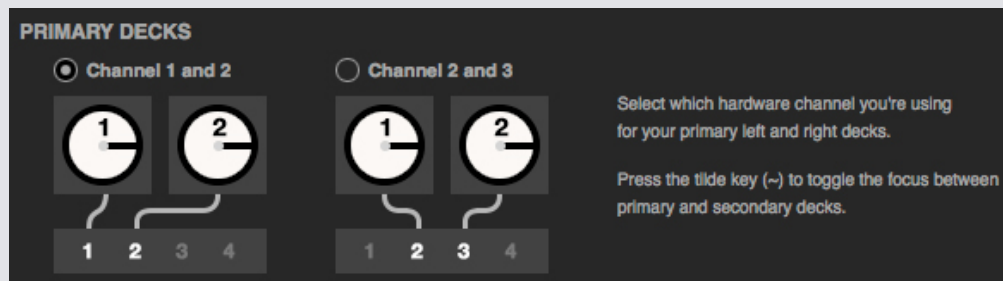 PRIMARY DECKS
Channel 1 and 2
Channel 2 and 3
1 2
1 2
1 2 3 4
1 2 3 4
Select which hardware channel you're using
for your primary left and right decks.
Press the tilde key (~) to toggle the focus between
primary and secondary decks.